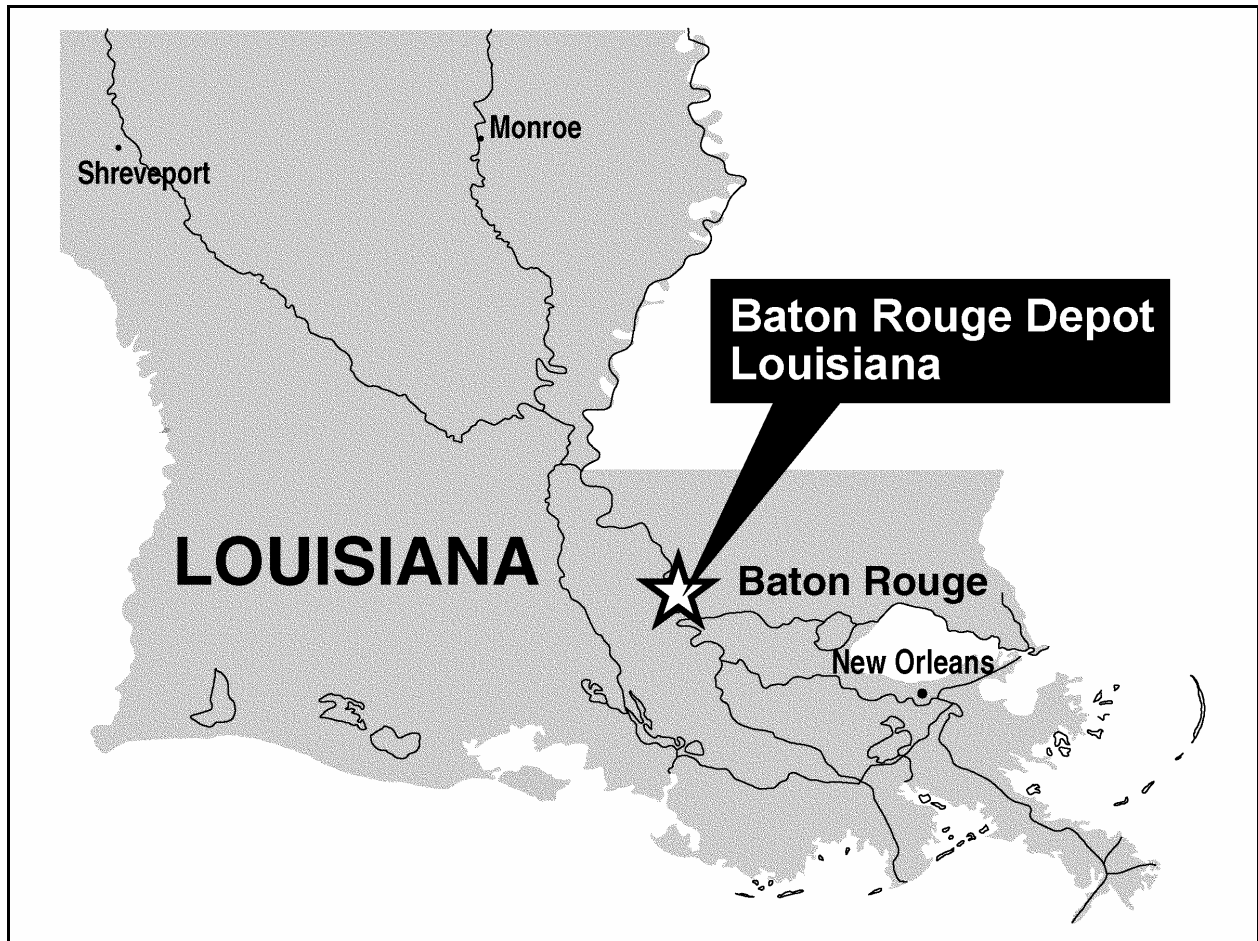 Monroe
Shreveport
Baton Rouge Depot
Louisiana
LOUISIANA
Baton Rouge
New Orleans